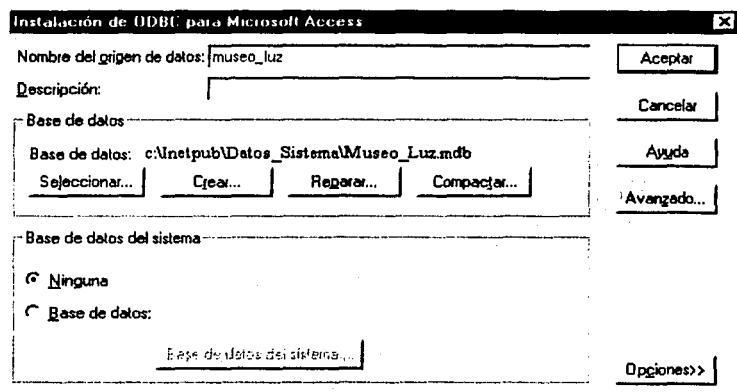 Instalación de ODBC para Microsoft Access
Nombre del origen de datos: museo_luz
Aceptar
Descripción:
Cancelar
Base de datos
Base de datos: c:\Inetpub\Datos_Sistema\Museo_Luz.mdb
Ayuda
Seleccionar... Crear... Reparar... Compactar...
Avanzado...
Base de datos del sistema
Ninguna
Base de datos:
Base de datos del sistema...
Opciones>>